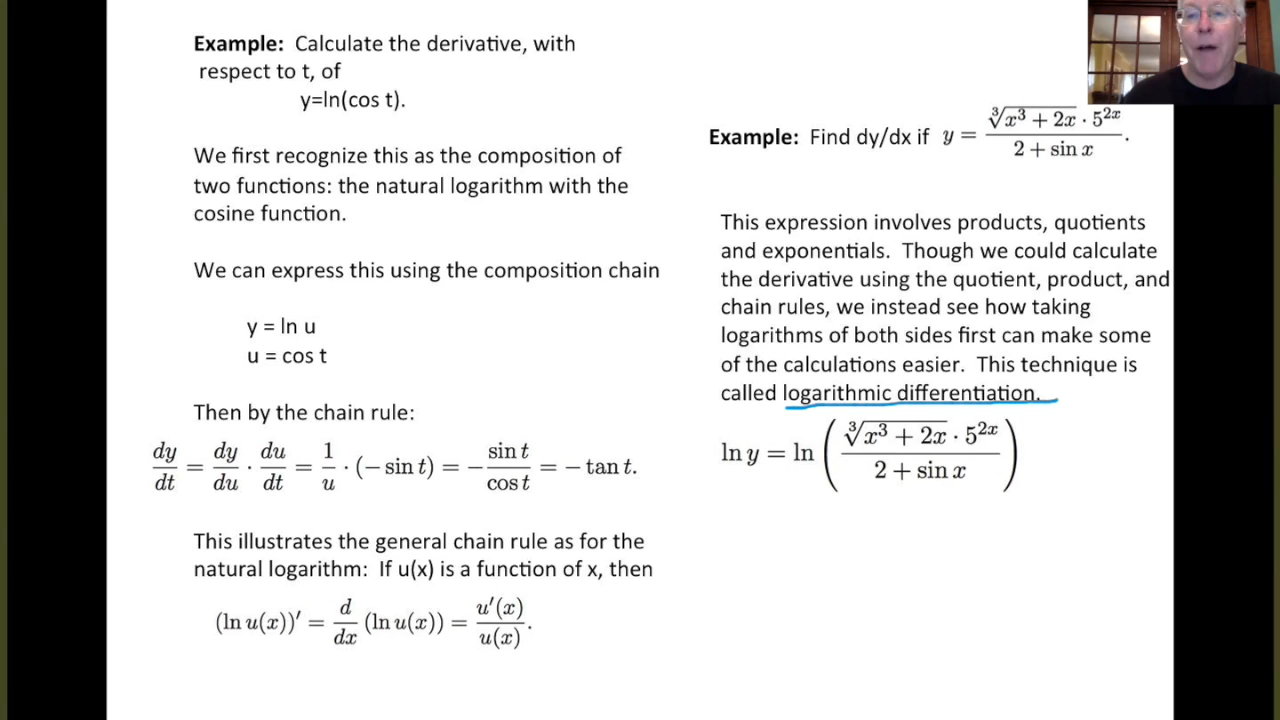 Example: Calculate the derivative, with
respect to t, of
y=ln(cos t).
We first recognize this as the composition of
two functions: the natural logarithm with the
cosine function.
We can express this using the composition chain
y = ln u
u = cos t
Then by the chain rule:
dy/dt = dy/du · du/dt = 1/u · (− sin t) = − sin t/cos t = − tan t.
This illustrates the general chain rule as for the
natural logarithm: If u(x) is a function of x, then
(ln u(x))′ = d/dx (ln u(x)) = u′(x)/u(x).
Example: Find dy/dx if y = ∛(x³ + 2x) · 5²ˣ / (2 + sin x).
This expression involves products, quotients
and exponentials. Though we could calculate
the derivative using the quotient, product, and
chain rules, we instead see how taking
logarithms of both sides first can make some
of the calculations easier. This technique is
called logarithmic differentiation.
ln y = ln (∛(x³ + 2x) · 5²ˣ / (2 + sin x))